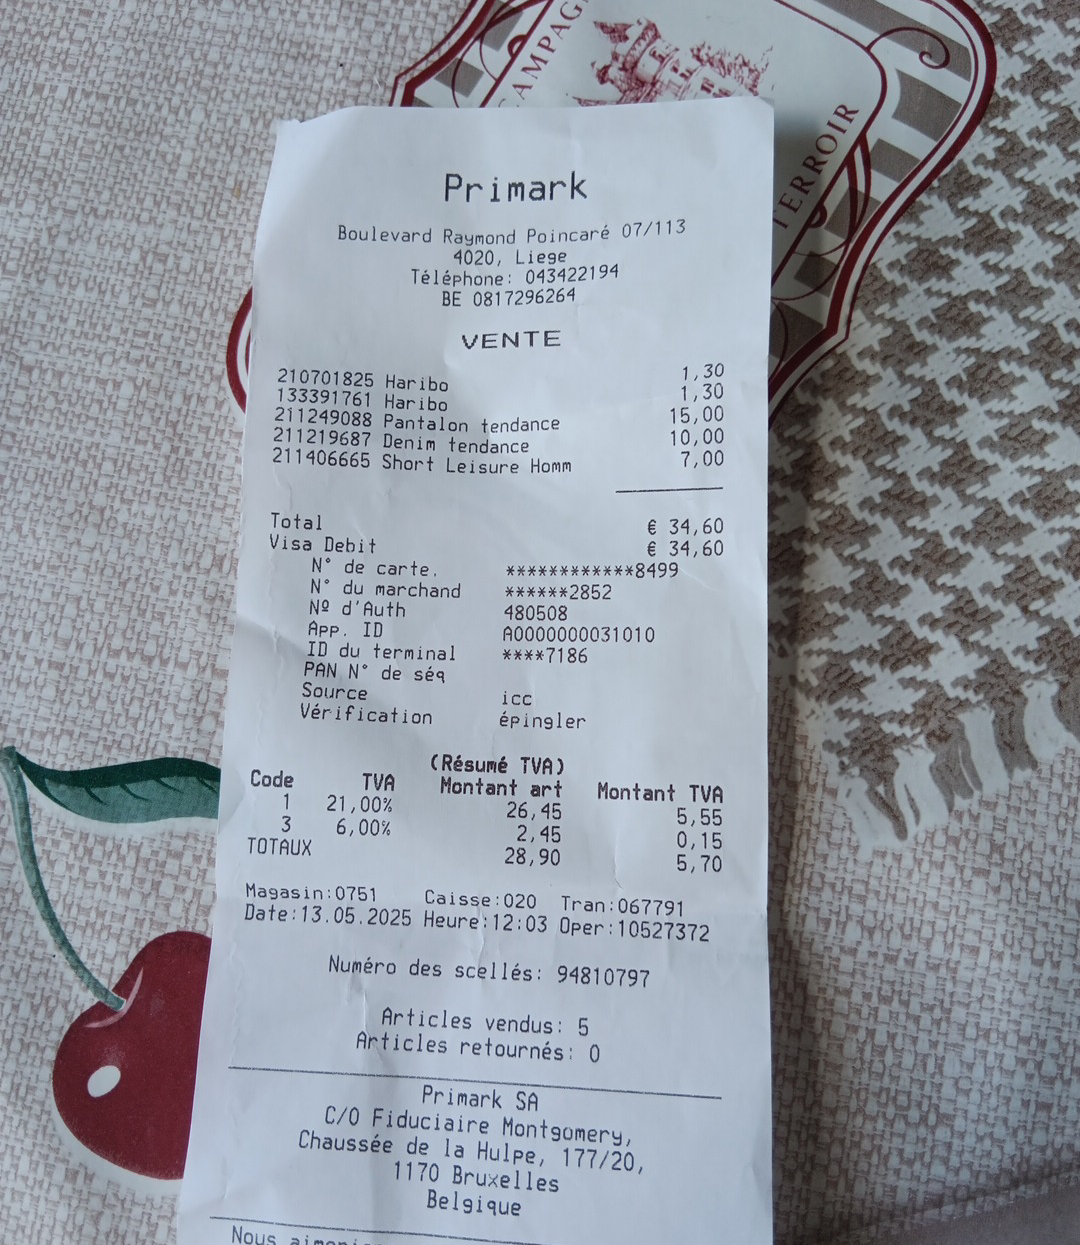 CAMPAG
TERROIR
Primark
Boulevard Raymond Poincaré 07/113
4020, Liege
Téléphone: 043422194
BE 0817296264
VENTE
210701825 Haribo 1,30
133391761 Haribo 1,30
211249088 Pantalon tendance 15,00
211219687 Denim tendance 10,00
211406665 Short Leisure Homm 7,00
Total € 34,60
Visa Debit € 34,60
N° de carte. ************8499
N° du marchand ******2852
Nº d'Auth 480508
App. ID A0000000031010
ID du terminal ****7186
PAN N° de séq
Source icc
Vérification épingler
(Résumé TVA)
Code TVA Montant art Montant TVA
1 21,00% 26,45 5,55
3 6,00% 2,45 0,15
TOTAUX 28,90 5,70
Magasin:0751 Caisse:020 Tran:067791
Date:13.05.2025 Heure:12:03 Oper:10527372
Numéro des scellés: 94810797
Articles vendus: 5
Articles retournés: 0
Primark SA
C/O Fiduciaire Montgomery,
Chaussée de la Hulpe, 177/20,
1170 Bruxelles
Belgique
Nous